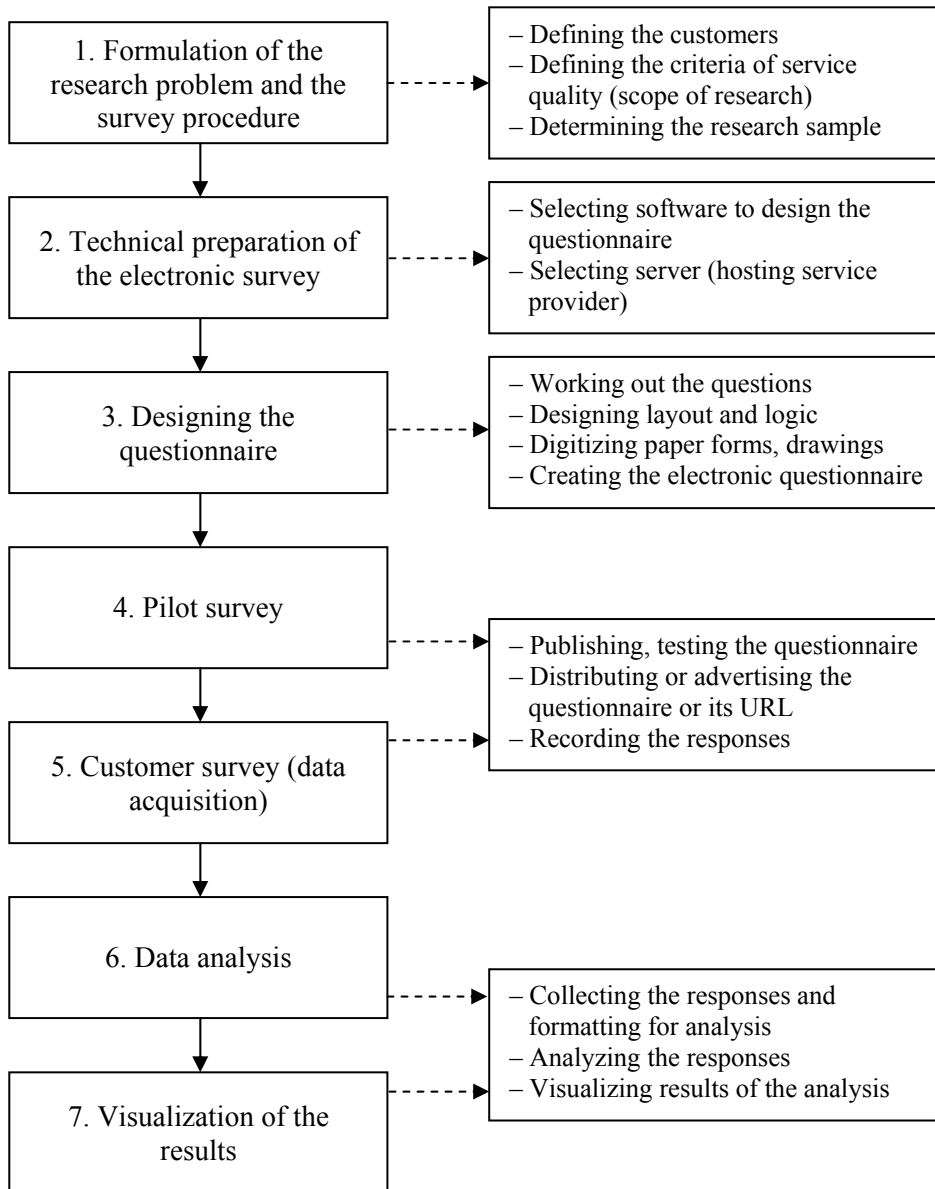 1. Formulation of the
research problem and the
survey procedure
– Defining the customers
– Defining the criteria of service
quality (scope of research)
– Determining the research sample
2. Technical preparation of
the electronic survey
– Selecting software to design the
questionnaire
– Selecting server (hosting service
provider)
3. Designing the
questionnaire
– Working out the questions
– Designing layout and logic
– Digitizing paper forms, drawings
– Creating the electronic questionnaire
4. Pilot survey
– Publishing, testing the questionnaire
– Distributing or advertising the
questionnaire or its URL
– Recording the responses
5. Customer survey (data
acquisition)
6. Data analysis
– Collecting the responses and
formatting for analysis
– Analyzing the responses
– Visualizing results of the analysis
7. Visualization of the
results